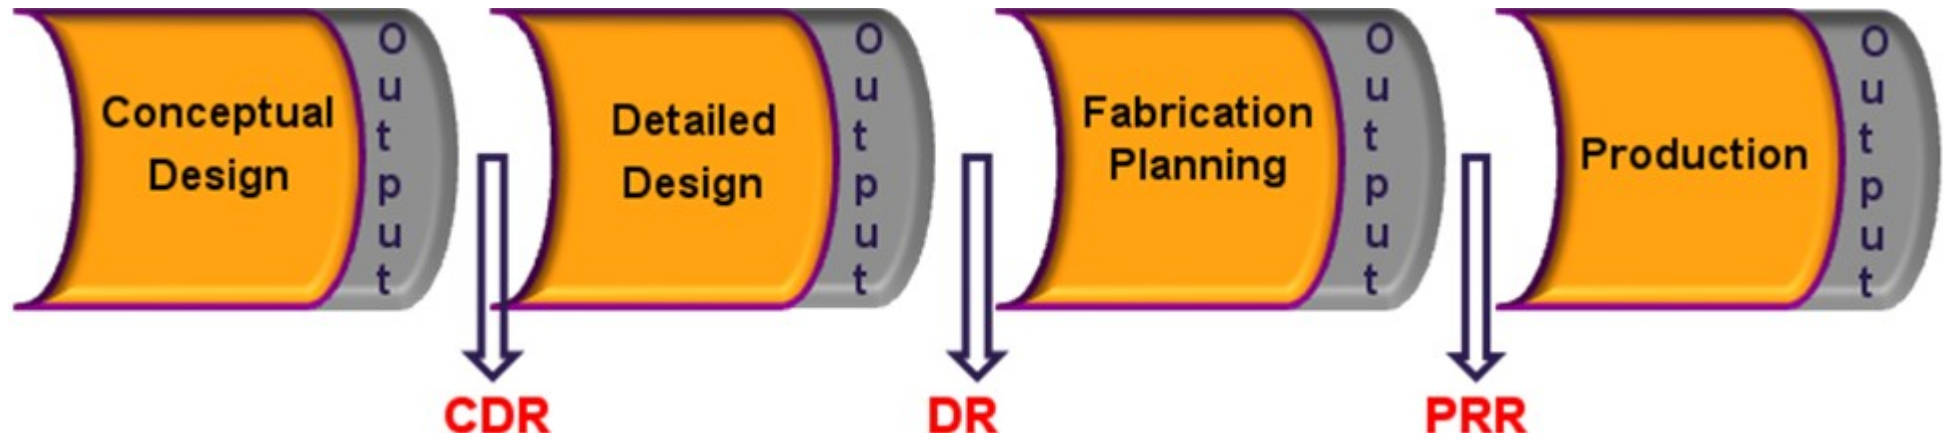 Conceptual
Design
Output
Detailed
Design
Output
Fabrication
Planning
Output
Production
Output
CDR
DR
PRR